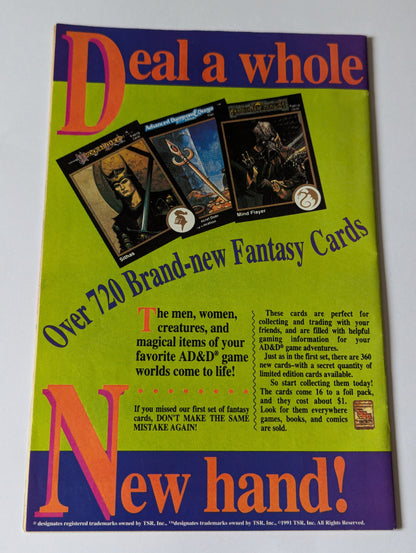 Deal a whole
Advanced Dungeons & Dragons
Silhas
Mind Flayer
Over 720 Brand-new Fantasy Cards
The men, women,
creatures, and
magical items of your
favorite AD&D® game
worlds come to life!
If you missed our first set of fantasy
cards, DON'T MAKE THE SAME
MISTAKE AGAIN!
These cards are perfect for
collecting and trading with your
friends, and are filled with helpful
gaming information for your
AD&D® game adventures.
Just as in the first set, there are 360
new cards–with a secret quantity of
limited edition cards available.
So start collecting them today!
The cards come 16 to a foil pack,
and they cost about $1.
Look for them everywhere
games, books, and comics
are sold.
New hand!
® designates registered trademarks owned by TSR, Inc., ™designates trademarks owned by TSR, Inc., ©1991 TSR, Inc. All Rights Reserved.